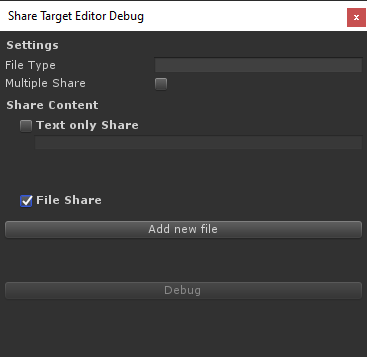 Share Target Editor Debug
x
Settings
File Type
Multiple Share
Share Content
Text only Share
File Share
Add new file
Debug